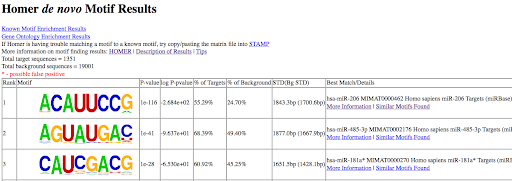 Homer de novo Motif Results
Known Motif Enrichment Results
Gene Ontology Enrichment Results
If Homer is having trouble matching a motif to a known motif, try copy/pasting the matrix file into STAMP
More information on motif finding results: HOMER | Description of Results | Tips
Total target sequences = 1351
Total background sequences = 19001
* - possible false positive
Rank Motif P-value log P-pvalue % of Targets % of Background STD(Bg STD) Best Match/Details
1 ACAUUCCG 1e-116 -2.684e+02 55.29% 24.70% 1843.3bp (1700.6bp) hsa-miR-206 MIMAT0000462 Homo sapiens miR-206 Targets (miRBase)
More Information | Similar Motifs Found
2 AGUAUGAC 1e-41 -9.637e+01 68.39% 49.60% 1877.0bp (1667.9bp) hsa-miR-485-3p MIMAT0002176 Homo sapiens miR-485-3p Targets (miR
More Information | Similar Motifs Found
3 CAUCGACG 1e-28 -6.530e+01 60.92% 45.25% 1651.5bp (1428.1bp) hsa-miR-181a* MIMAT0000270 Homo sapiens miR-181a* Targets (miRB
More Information | Similar Motifs Found